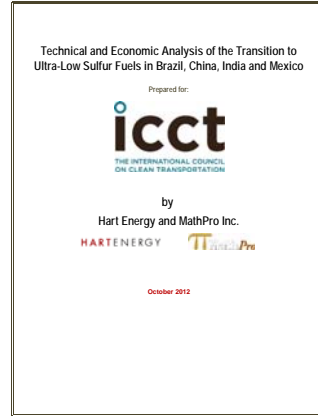 Technical and Economic Analysis of the Transition to
Ultra-Low Sulfur Fuels in Brazil, China, India and Mexico
Prepared for:
icct
THE INTERNATIONAL COUNCIL
ON CLEAN TRANSPORTATION
by
Hart Energy and MathPro Inc.
HARTENERGY MathPro
October 2012